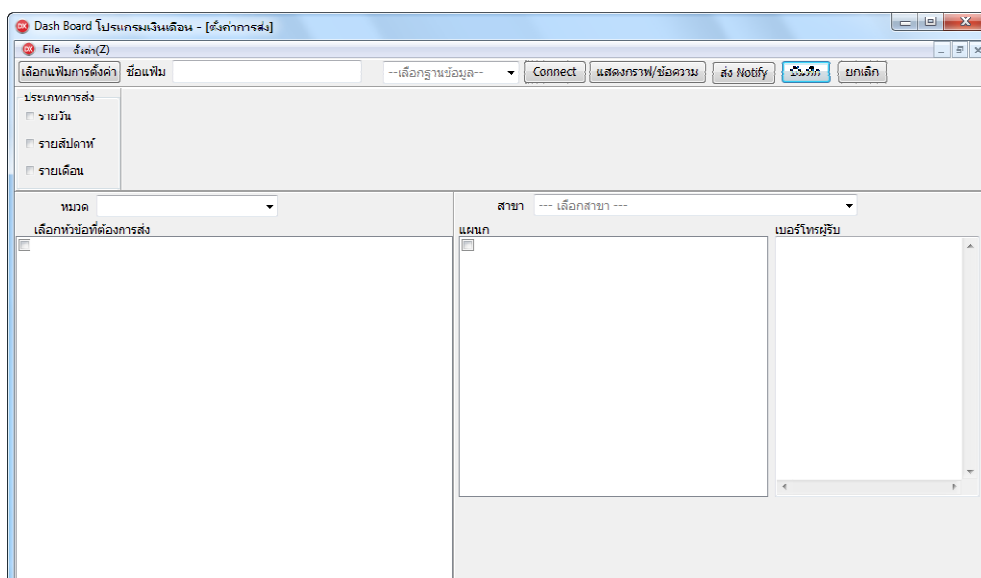 Dash Board โปรแกรมเงินเดือน - [ตั้งค่าการส่ง]
File ตั้งค่า(Z)
เลือกแฟ้มการตั้งค่า ชื่อแฟ้ม --เลือกฐานข้อมูล-- Connect แสดงกราฟ/ข้อความ ส่ง Notify บันทึก ยกเลิก
ประเภทการส่ง
รายวัน
รายสัปดาห์
รายเดือน
หมวด สาขา --- เลือกสาขา ---
เลือกหัวข้อที่ต้องการส่ง แผนก เบอร์โทรผู้รับ